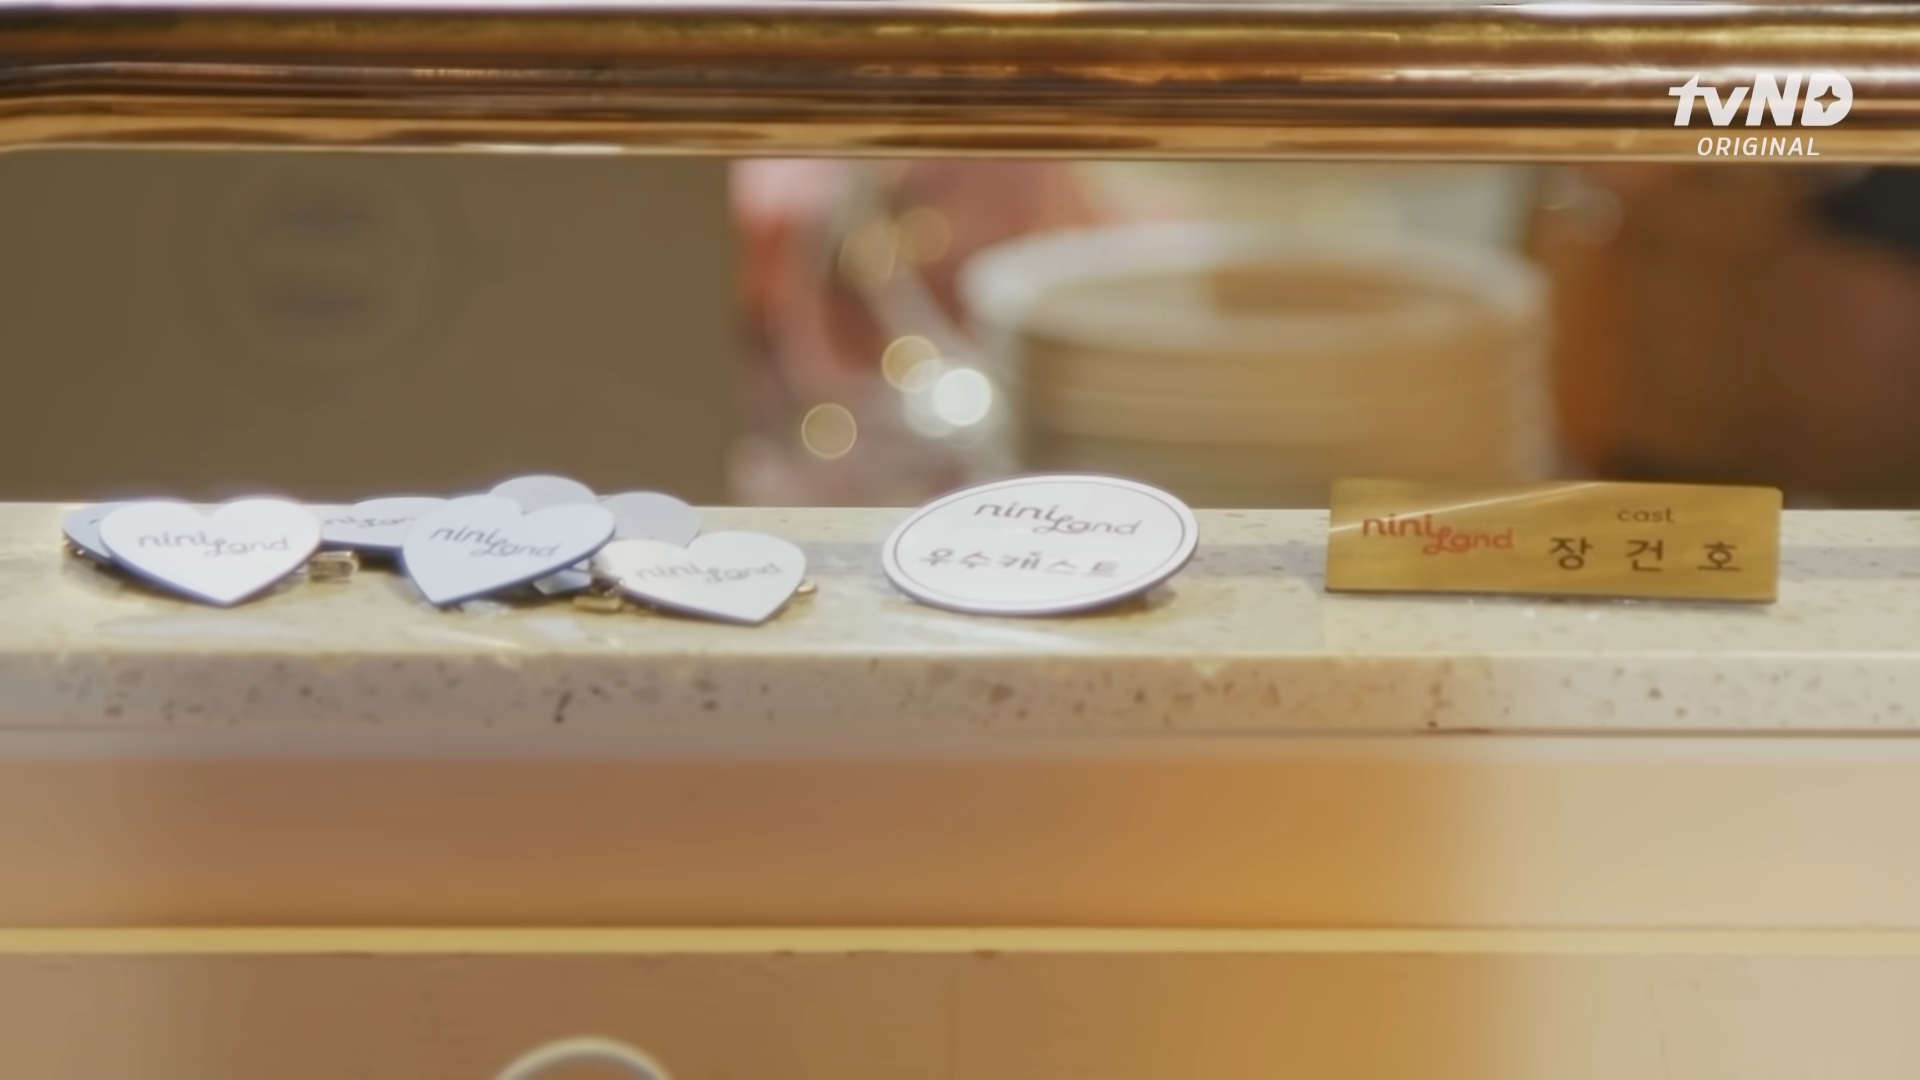 tvND
ORIGINAL
nini Land
nini Land
nini Land
nini Land
우수캐스트
nini Land
cast
장 건 호